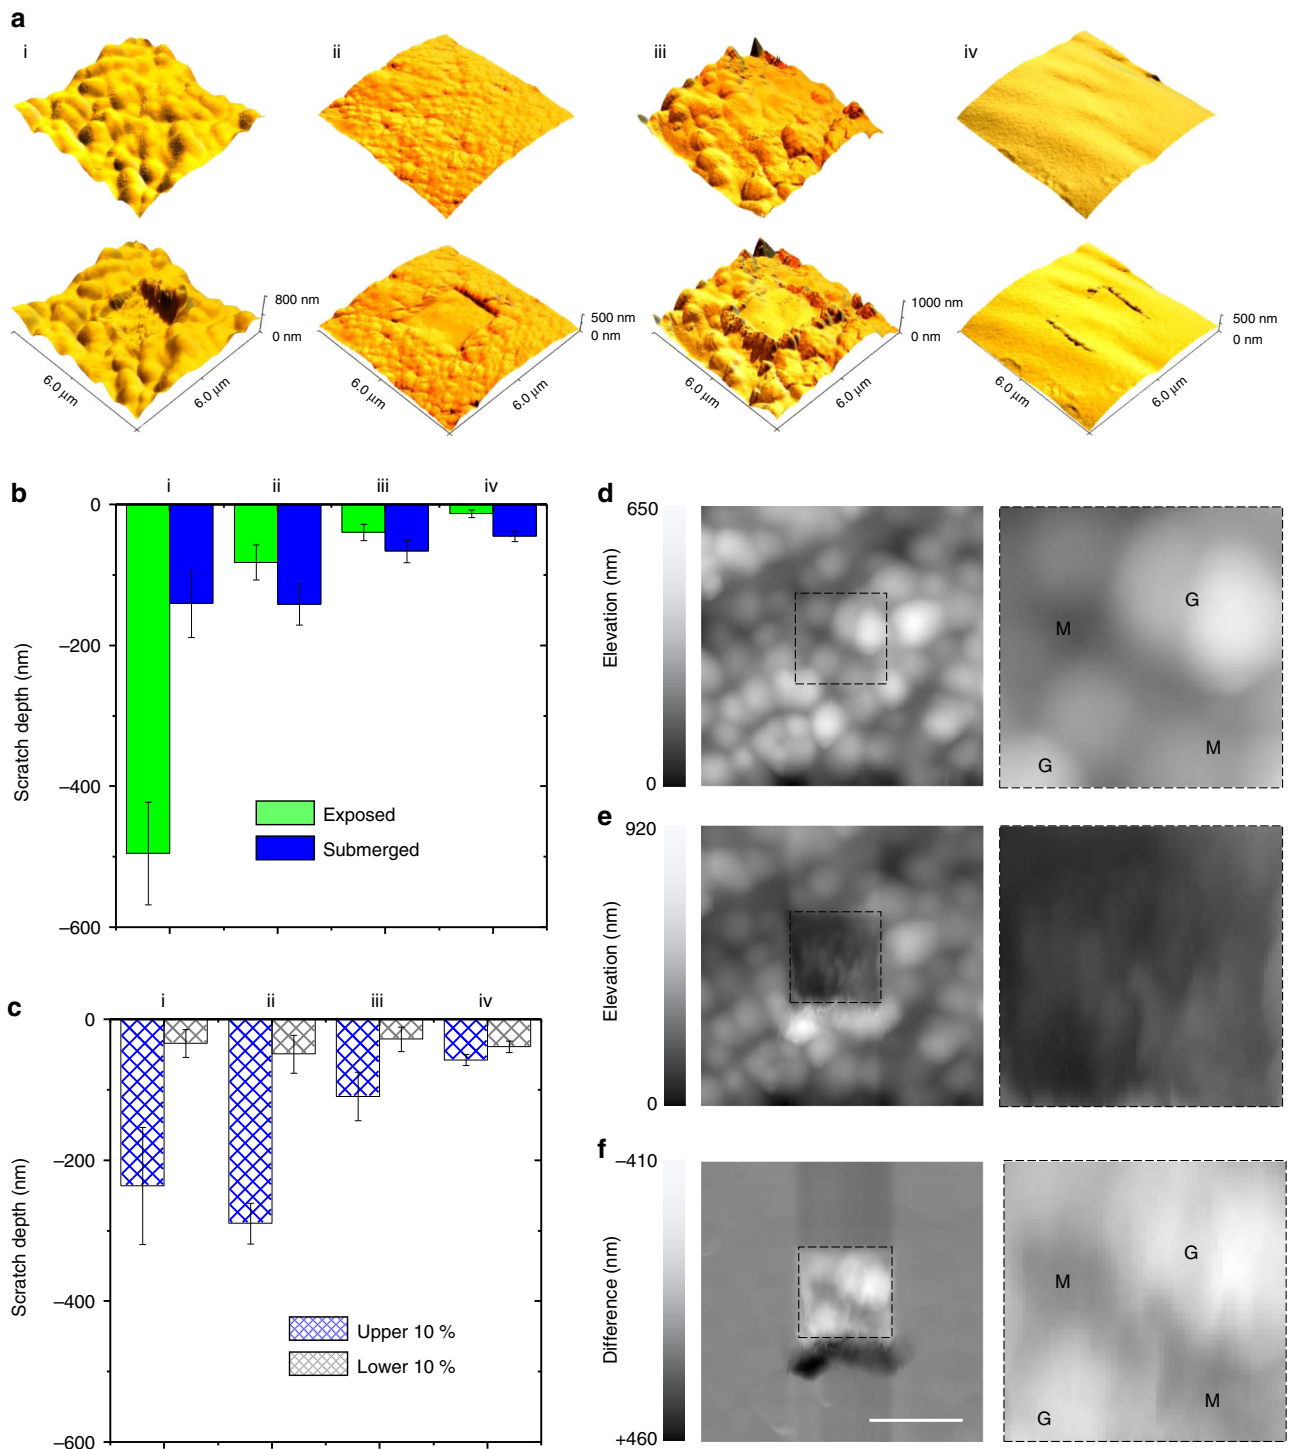 a
i
ii
iii
iv
800 nm
0 nm
6.0 µm
6.0 µm
500 nm
0 nm
6.0 µm
6.0 µm
1000 nm
0 nm
6.0 µm
6.0 µm
500 nm
0 nm
6.0 µm
6.0 µm
b
i
ii
iii
iv
0
–200
–400
–600
Scratch depth (nm)
Exposed
Submerged
c
i
ii
iii
iv
0
–200
–400
–600
Scratch depth (nm)
Upper 10 %
Lower 10 %
d
650
0
Elevation (nm)
G
M
M
G
e
920
0
Elevation (nm)
f
–410
+460
Difference (nm)
G
M
M
G